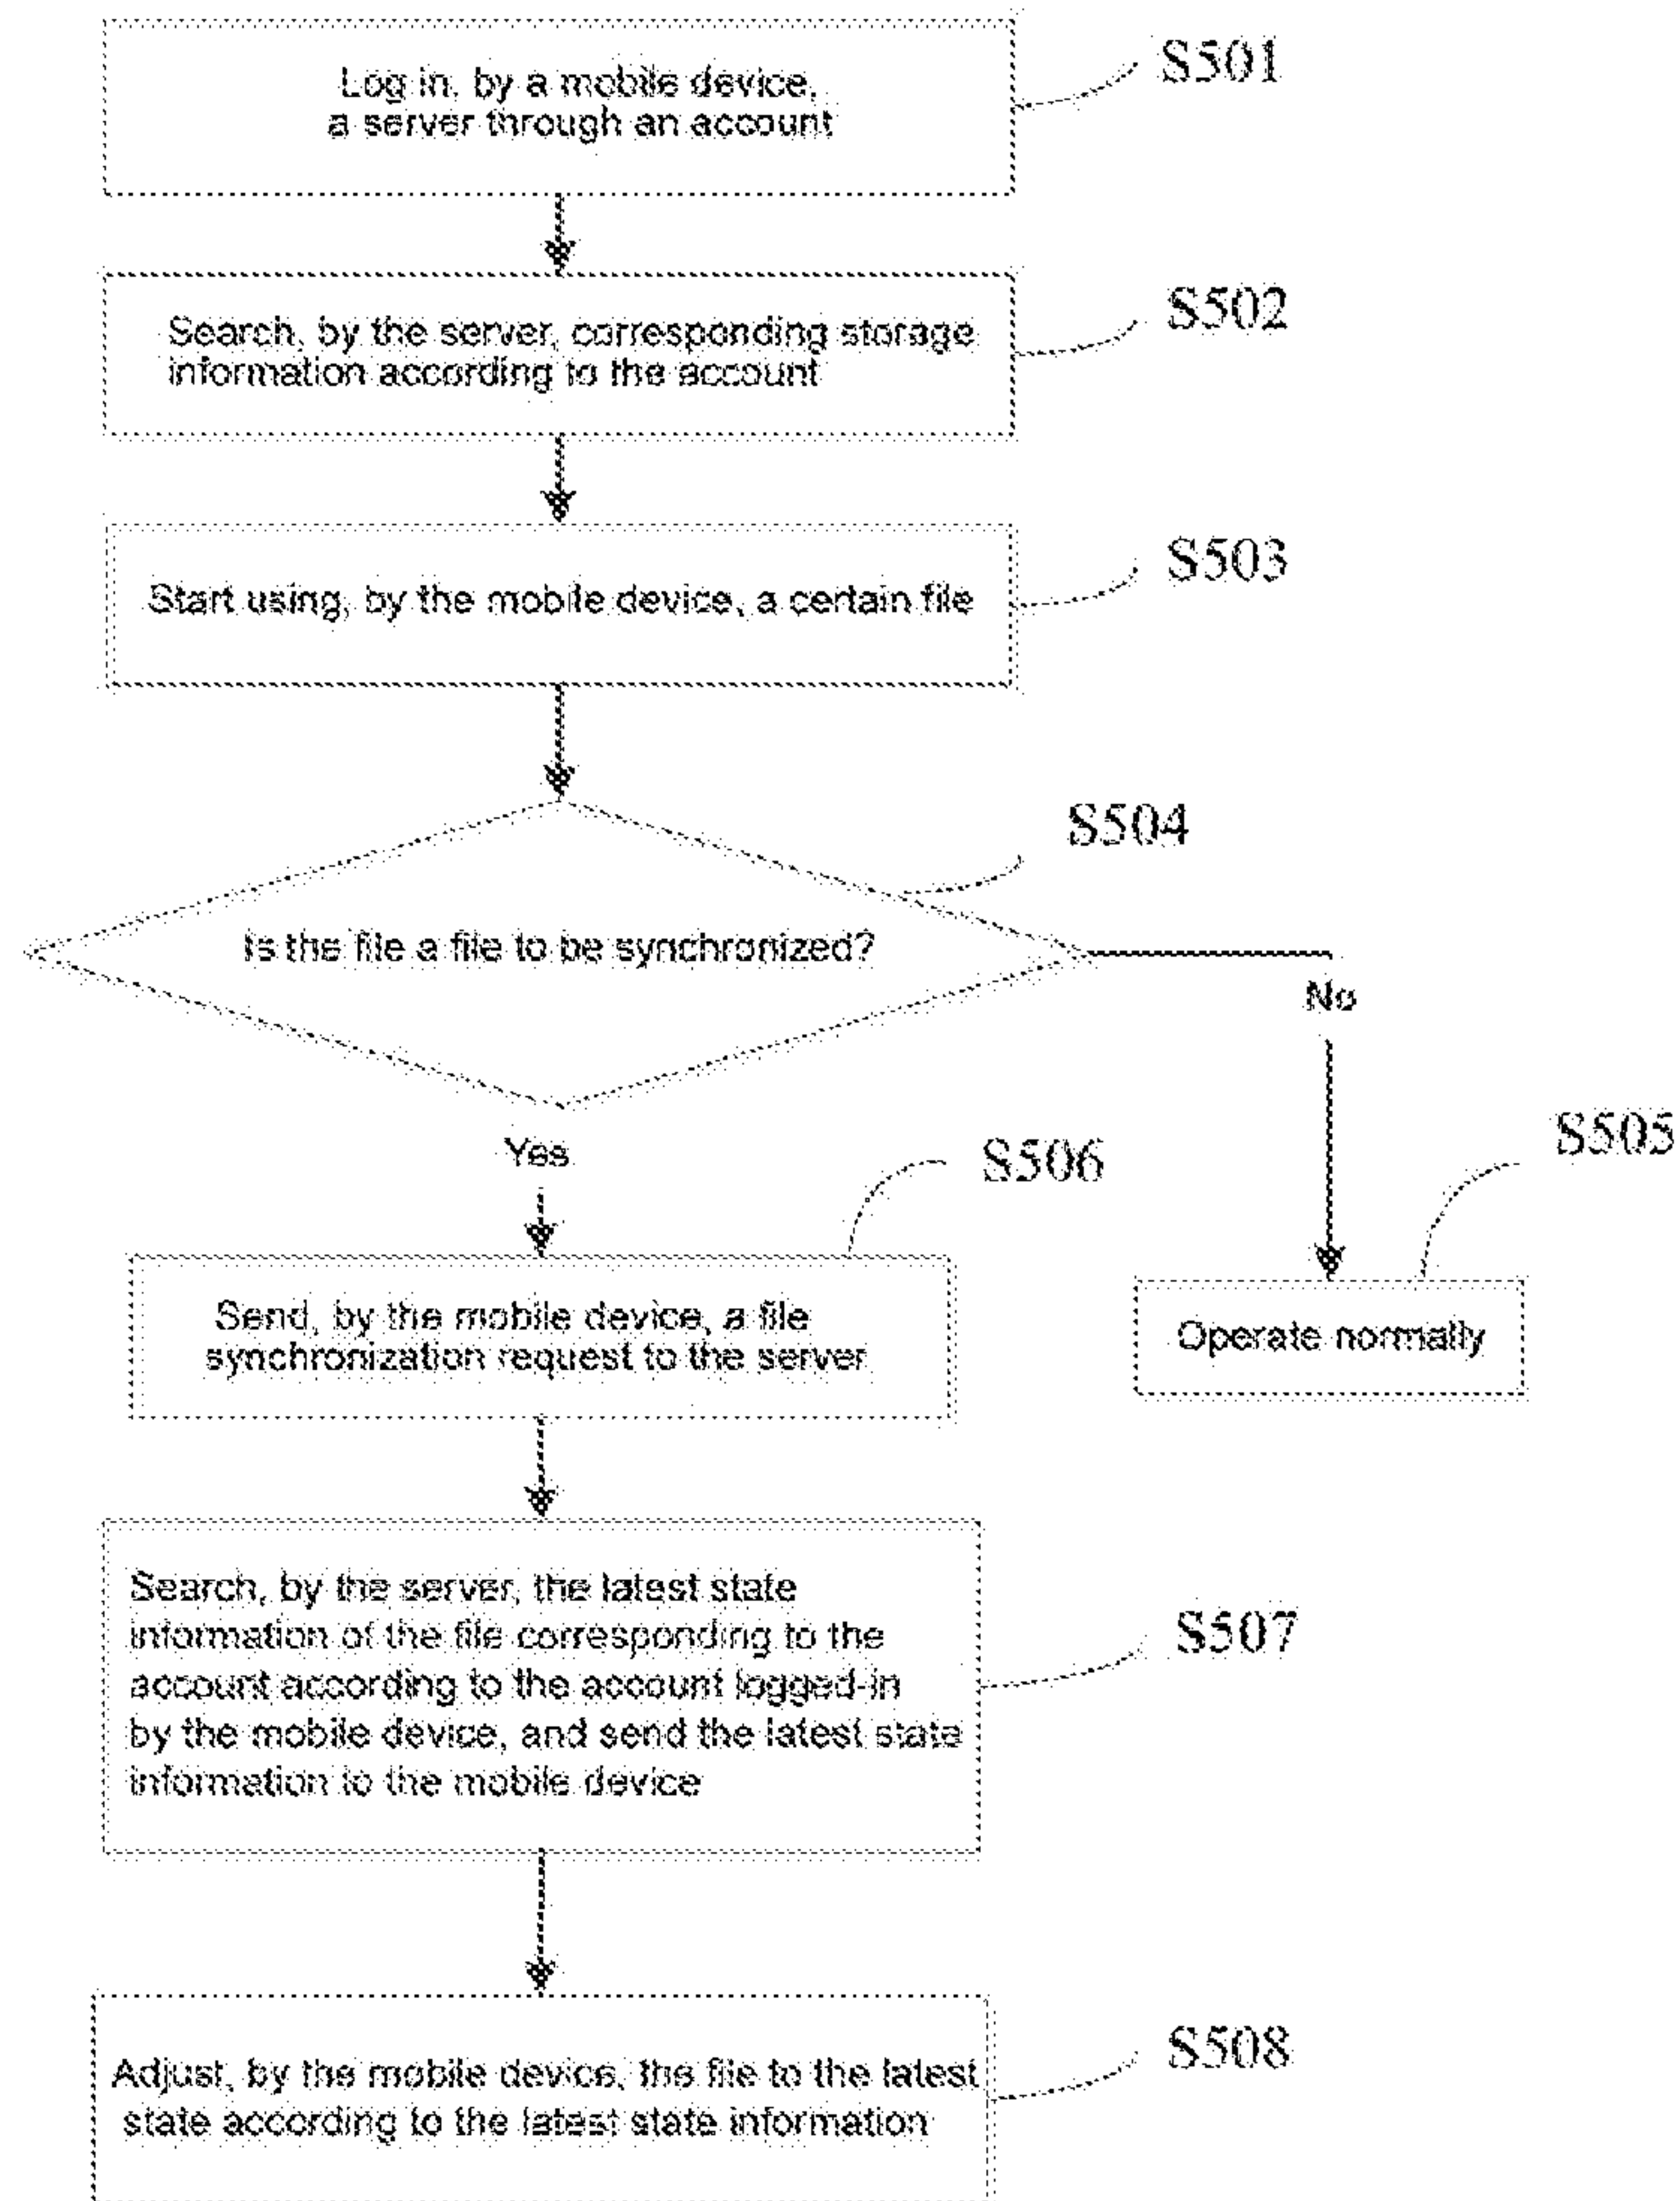 Log in, by a mobile device,
a server through an account
S501
Search, by the server, corresponding storage
information according to the account
S502
Start using, by the mobile device, a certain file
S503
Is the file a file to be synchronized?
S504
No
Yes
S506
S505
Send, by the mobile device, a file
synchronization request to the server
Operate normally
Search, by the server, the latest state
information of the file corresponding to the
account according to the account logged-in
by the mobile device, and send the latest state
information to the mobile device
S507
Adjust, by the mobile device, the file to the latest
state according to the latest state information
S508